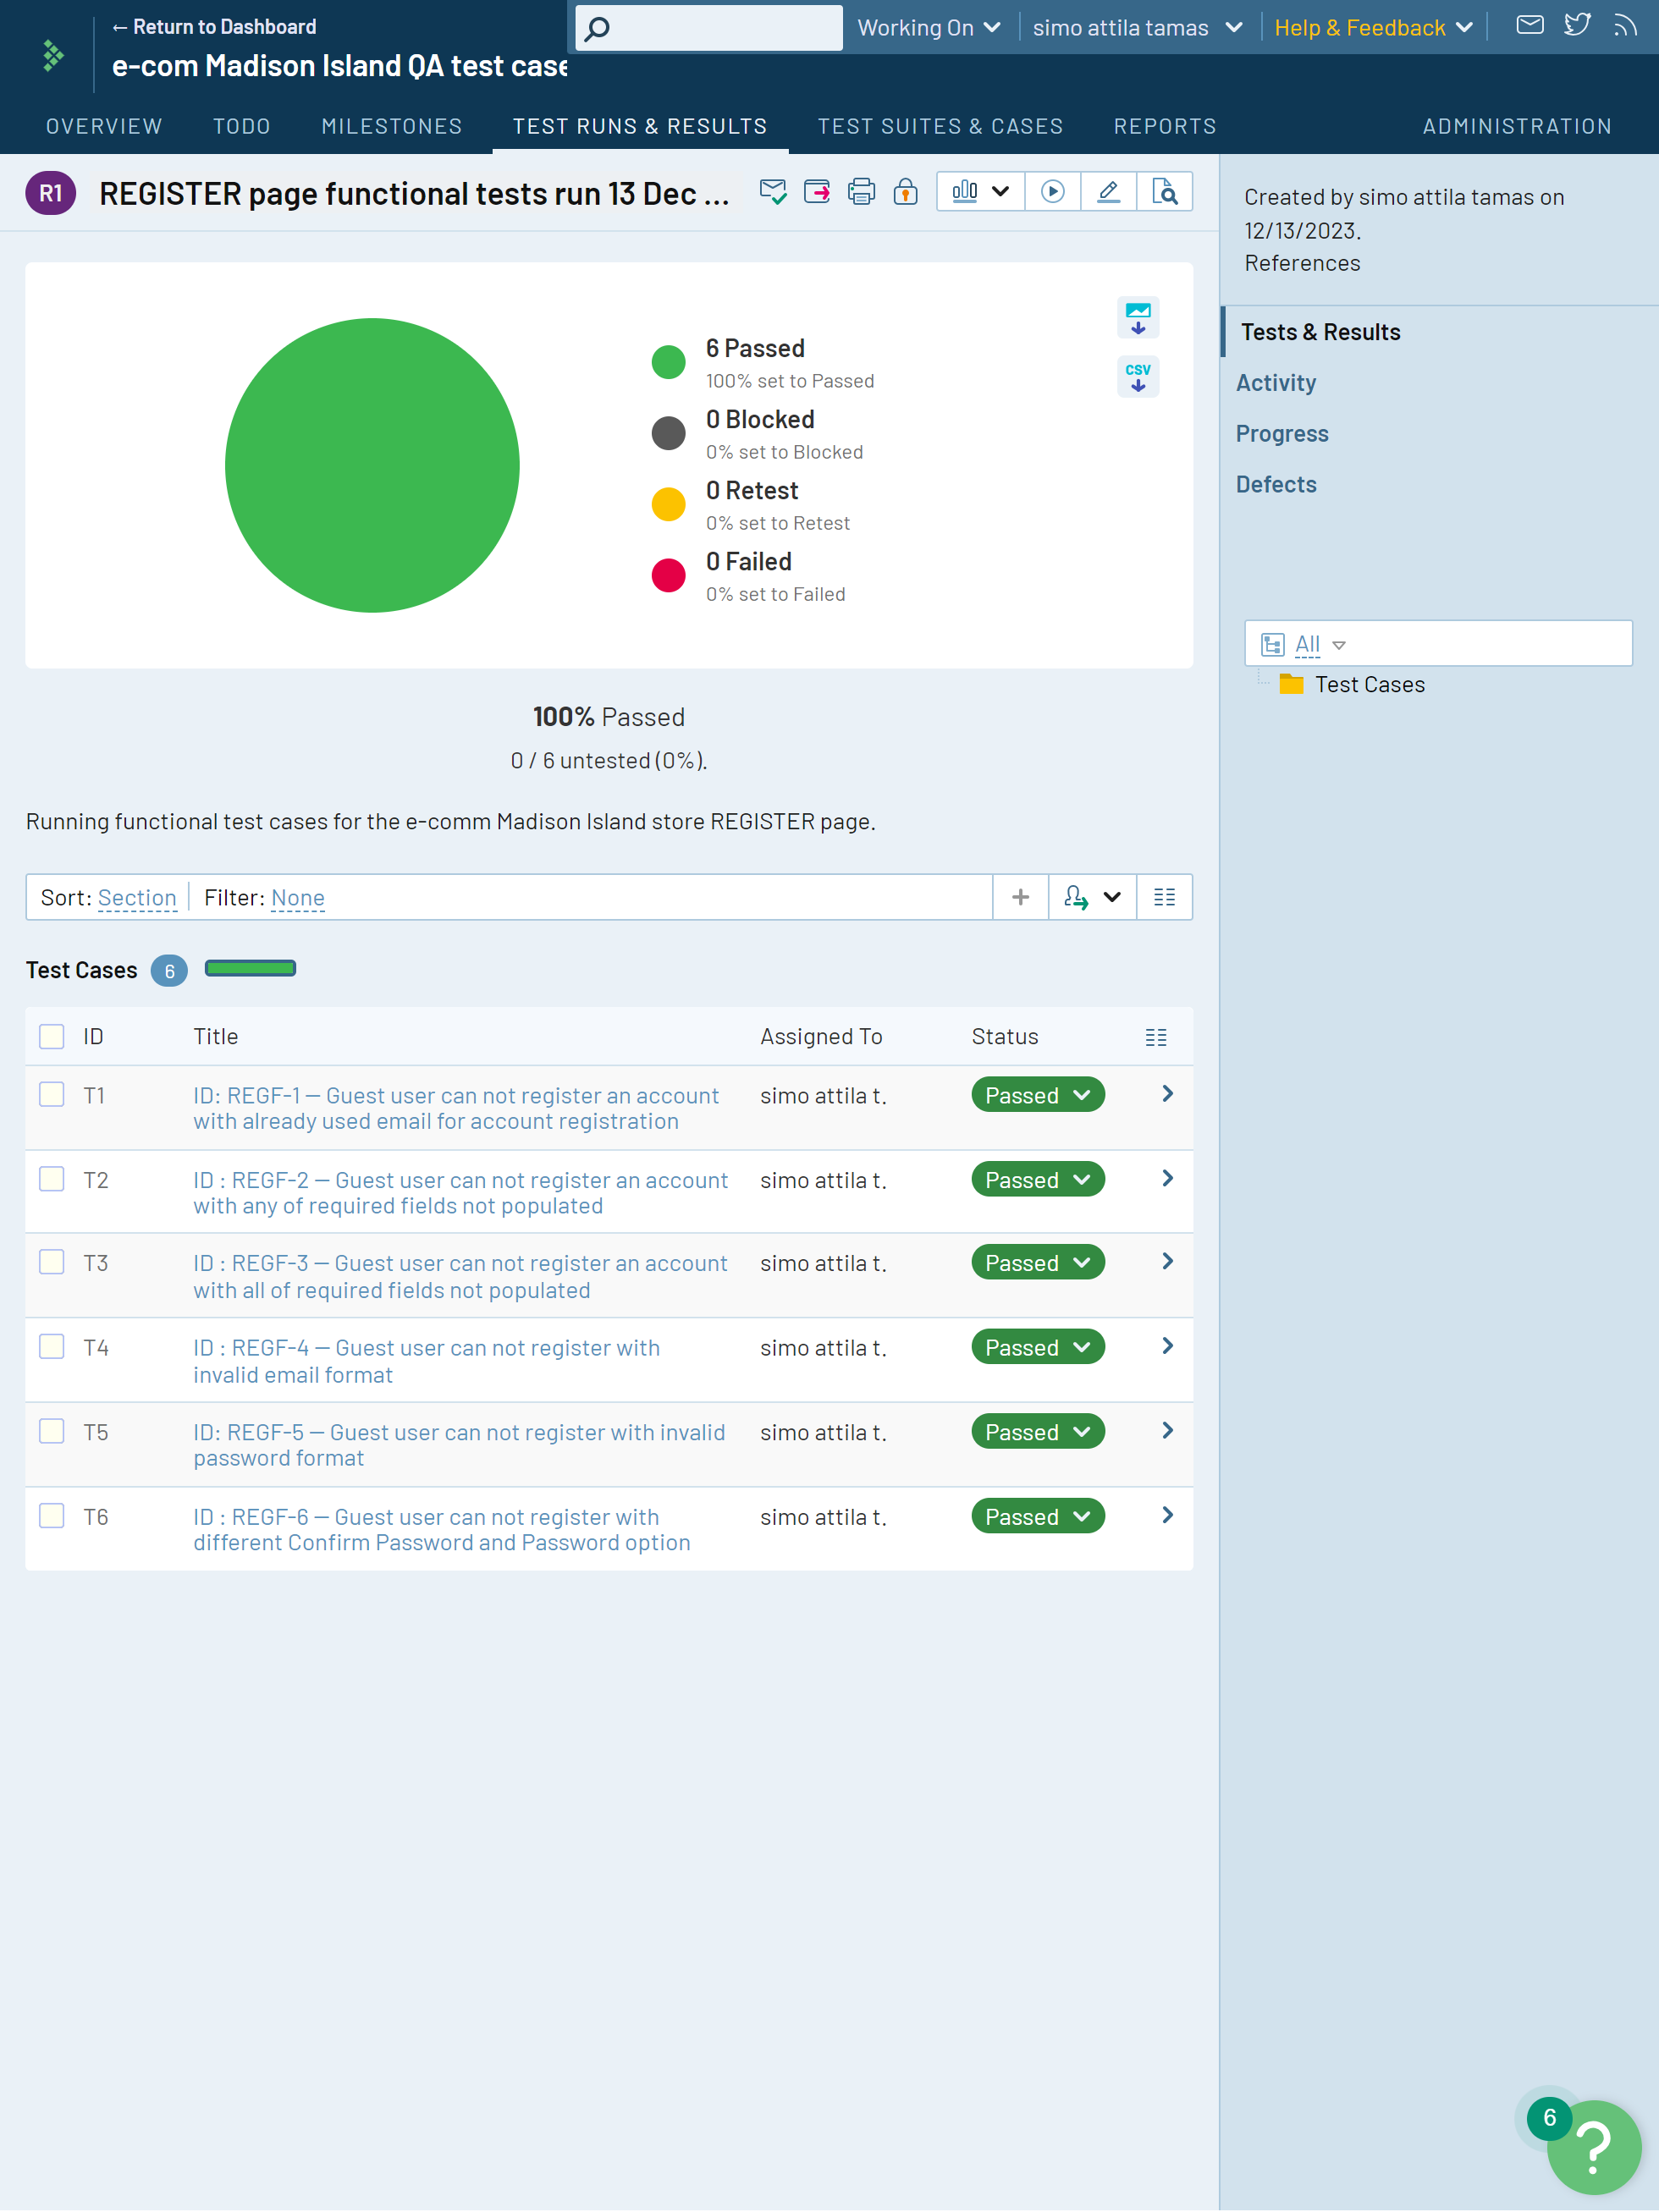 ← Return to Dashboard
e-com Madison Island QA test case
Working On
simo attila tamas
Help & Feedback
OVERVIEW
TODO
MILESTONES
TEST RUNS & RESULTS
TEST SUITES & CASES
REPORTS
ADMINISTRATION
R1
REGISTER page functional tests run 13 Dec ...
Created by simo attila tamas on
12/13/2023.
References
Tests & Results
Activity
Progress
Defects
All
Test Cases
6 Passed
100% set to Passed
0 Blocked
0% set to Blocked
0 Retest
0% set to Retest
0 Failed
0% set to Failed
CSV
100% Passed
0 / 6 untested (0%).
Running functional test cases for the e-comm Madison Island store REGISTER page.
Sort: Section
Filter: None
Test Cases 6
ID Title Assigned To Status
T1 ID: REGF-1 — Guest user can not register an account simo attila t. Passed
with already used email for account registration
T2 ID : REGF-2 — Guest user can not register an account simo attila t. Passed
with any of required fields not populated
T3 ID : REGF-3 — Guest user can not register an account simo attila t. Passed
with all of required fields not populated
T4 ID : REGF-4 — Guest user can not register with simo attila t. Passed
invalid email format
T5 ID: REGF-5 — Guest user can not register with invalid simo attila t. Passed
password format
T6 ID : REGF-6 — Guest user can not register with simo attila t. Passed
different Confirm Password and Password option
6
?